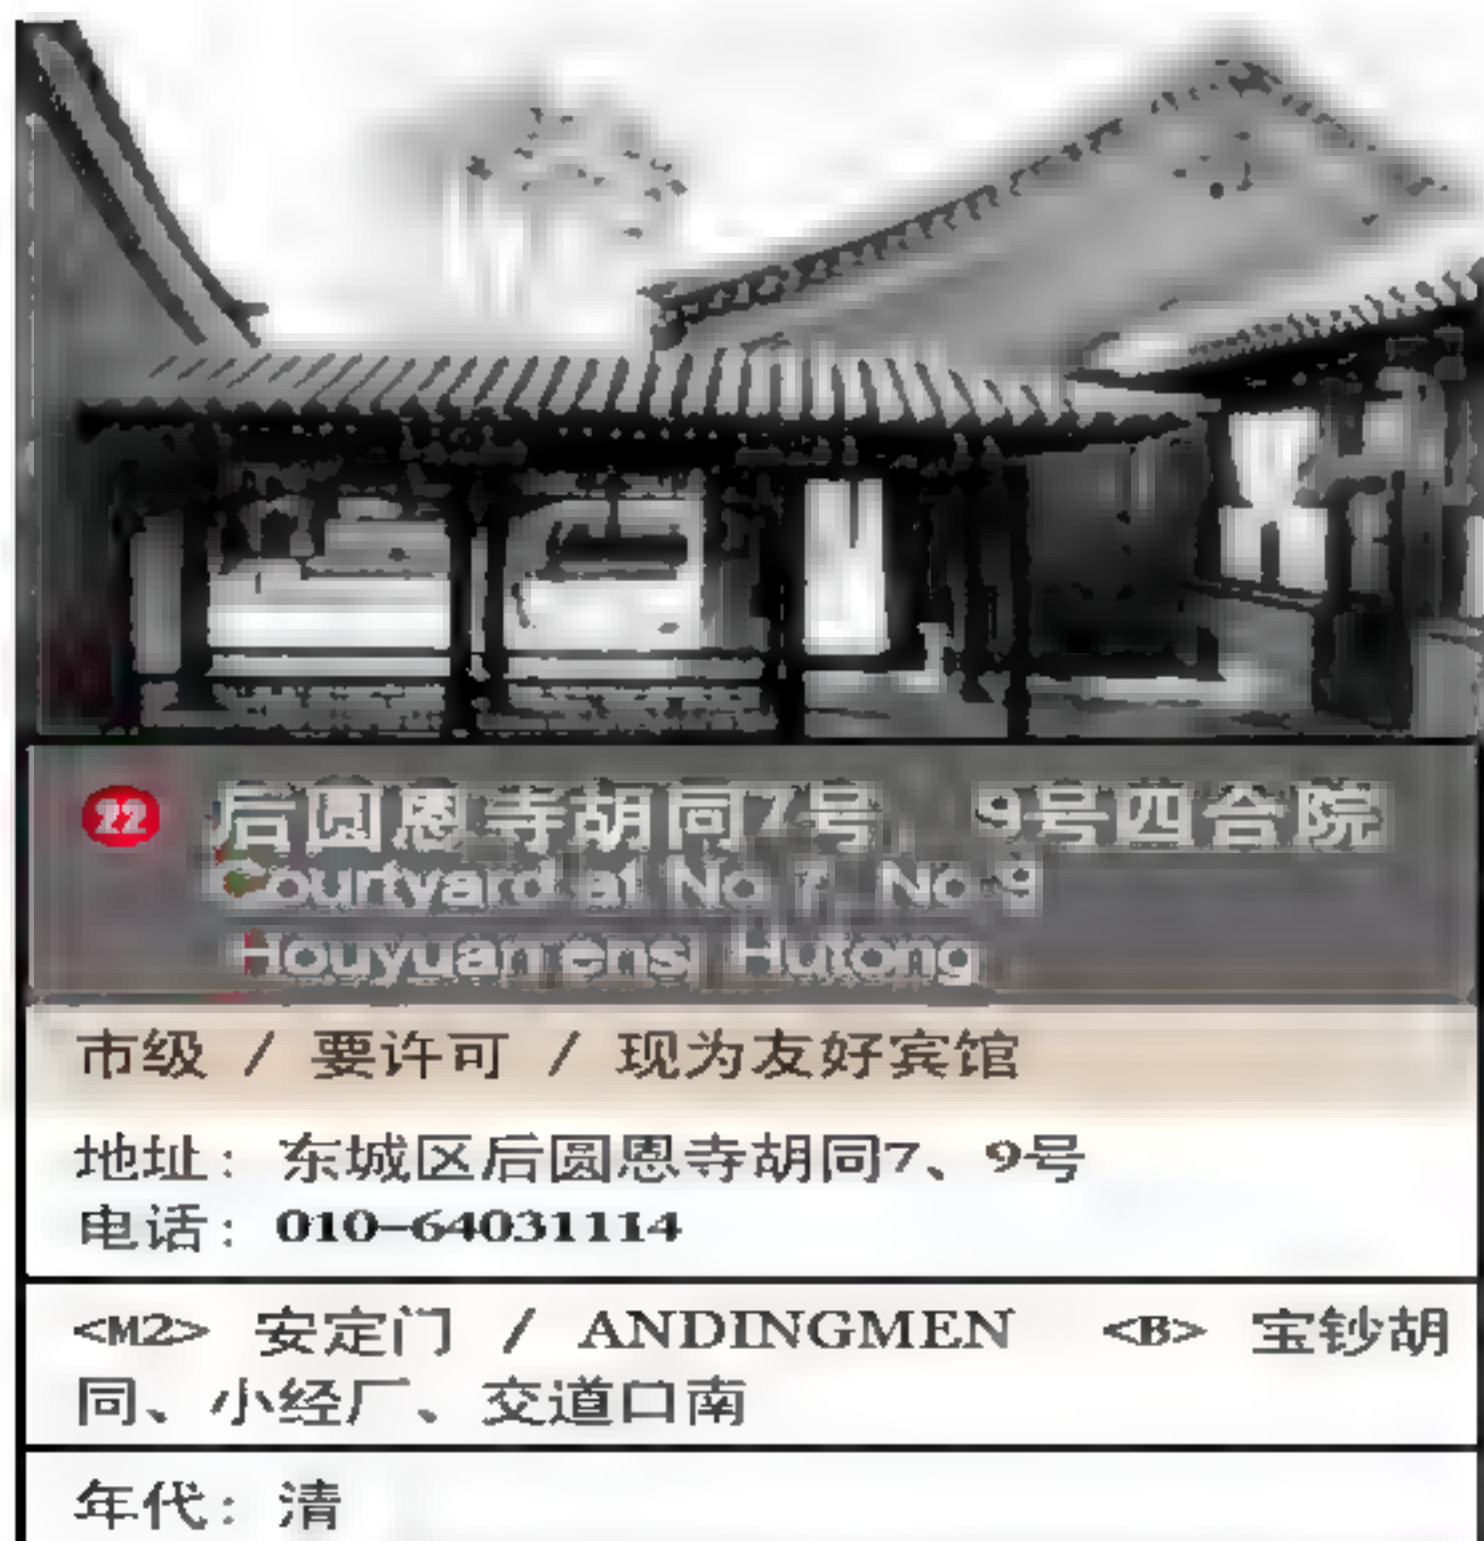 22 后圆恩寺胡同7号、9号四合院
Courtyard at No 7, No 9
Houyuan'ensi Hutong
市级 / 要许可 / 现为友好宾馆
地址：东城区后圆恩寺胡同7、9号
电话：010-64031114
<M2> 安定门 / ANDINGMEN <B> 宝钞胡
同、小经厂、交道口南
年代：清